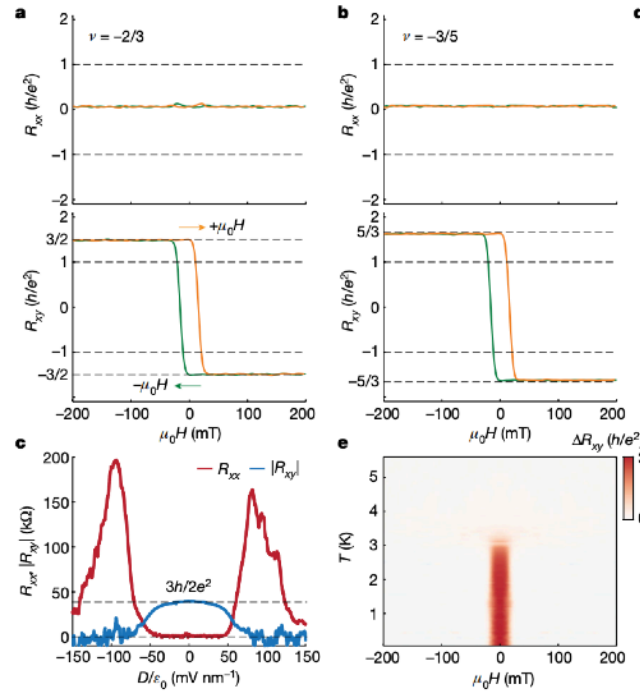 a
b
d
ν = −2/3
ν = −3/5
Rxx (h/e²)
2
1
0
−1
−2
Rxx (h/e²)
2
1
0
−1
−2
Rxy (h/e²)
2
3/2
1
0
−1
−3/2
+μ₀H
−μ₀H
−200 −100 0 100 200
μ₀H (mT)
Rxy (h/e²)
2
5/3
1
0
−1
−5/3
−200 −100 0 100 200
μ₀H (mT)
c
Rxx, |Rxy| (kΩ)
200
150
100
50
0
Rxx |Rxy|
3h/2e²
−150 −100 −50 0 50 100 150
D/ε₀ (mV nm⁻¹)
e
ΔRxy (h/e²)
T (K)
5
4
3
2
1
−200 −100 0 100 200
μ₀H (mT)